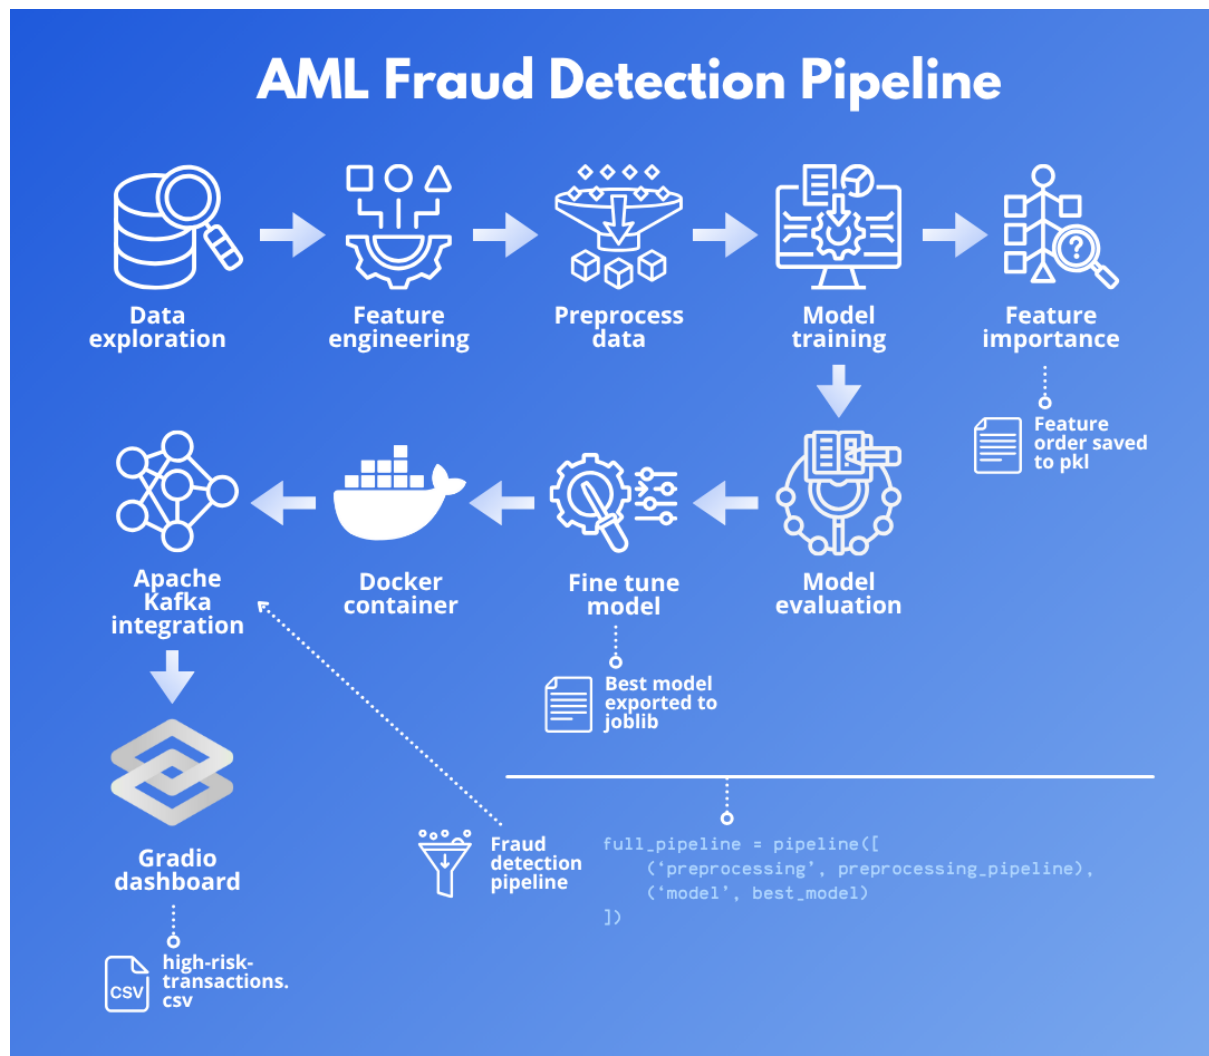 AML Fraud Detection Pipeline
Data
exploration
Feature
engineering
Preprocess
data
Model
training
Feature
importance
Feature
order saved
to pkl
Apache
Kafka
integration
Docker
container
Fine tune
model
Model
evaluation
Best model
exported to
joblib
Gradio
dashboard
Fraud
detection
pipeline
full_pipeline = pipeline([
(‘preprocessing’, preprocessing_pipeline),
(‘model’, best_model)
])
high-risk-
transactions.
csv
CSV
?